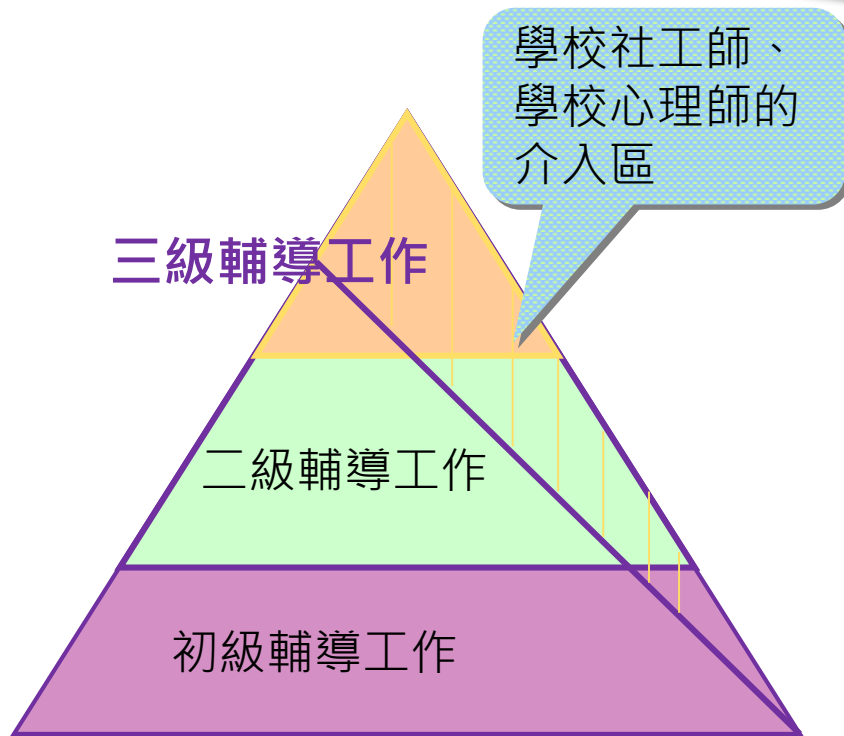 學校社工師、
學校心理師的
介入區
三級輔導工作
二級輔導工作
初級輔導工作